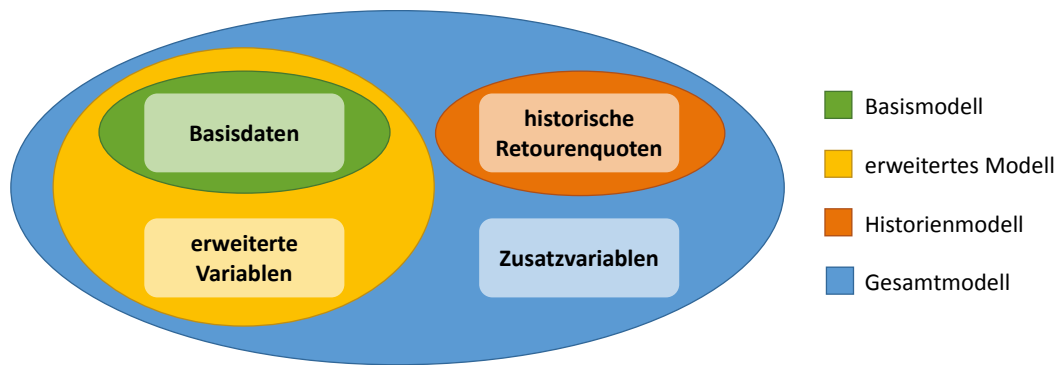 Basisdaten
historische
Retourenquoten
erweiterte
Variablen
Zusatzvariablen
Basismodell
erweitertes Modell
Historienmodell
Gesamtmodell